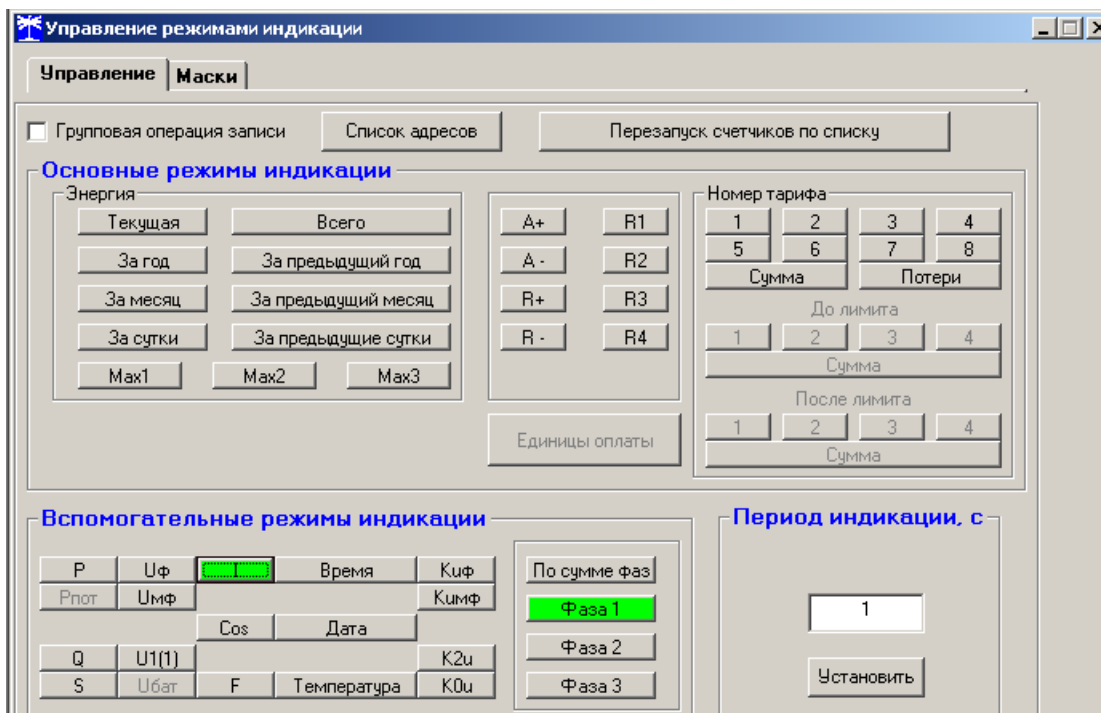 Управление режимами индикации
Управление Маски
Групповая операция записи Список адресов Перезапуск счетчиков по списку
Основные режимы индикации
Энергия Номер тарифа
Текущая Всего A+ R1 1 2 3 4
За год За предыдущий год A - R2 5 6 7 8
Сумма Потери
За месяц За предыдущий месяц R+ R3
До лимита
За сутки За предыдущие сутки R - R4 1 2 3 4
Сумма
Max1 Max2 Max3
После лимита
Единицы оплаты 1 2 3 4
Сумма
Вспомогательные режимы индикации Период индикации, с
P Uф I Время Kuф По сумме фаз
Pпот Uмф Kuмф Фаза 1 1
Cos Дата
Q U1(1) K2u Фаза 2
S Uбат F Температура K0u Фаза 3 Установить